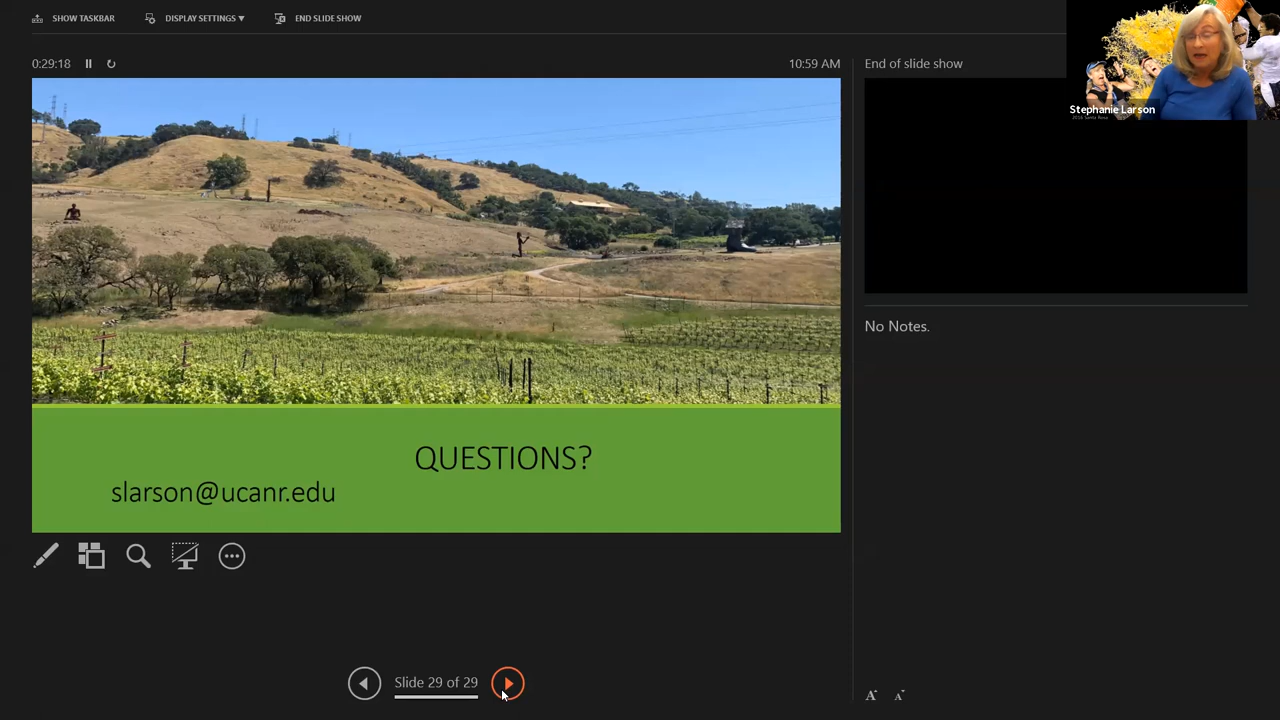 SHOW TASKBAR
DISPLAY SETTINGS ▼
END SLIDE SHOW
0:29:18
10:59 AM
End of slide show
Stephanie Larson
No Notes.
QUESTIONS?
slarson@ucanr.edu
Slide 29 of 29
A A